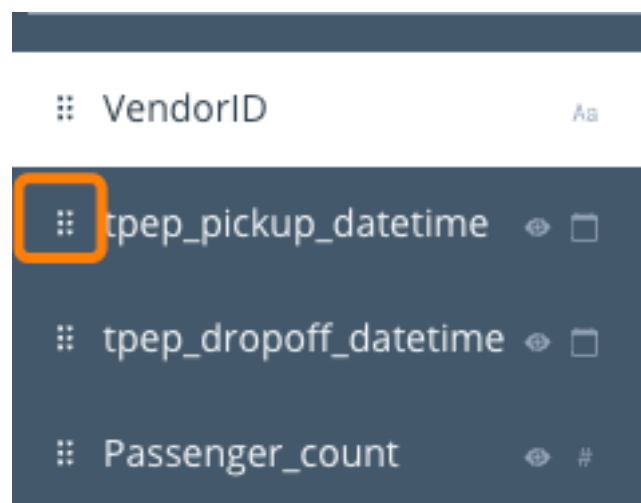 VendorID Aa
tpep_pickup_datetime
tpep_dropoff_datetime
Passenger_count #